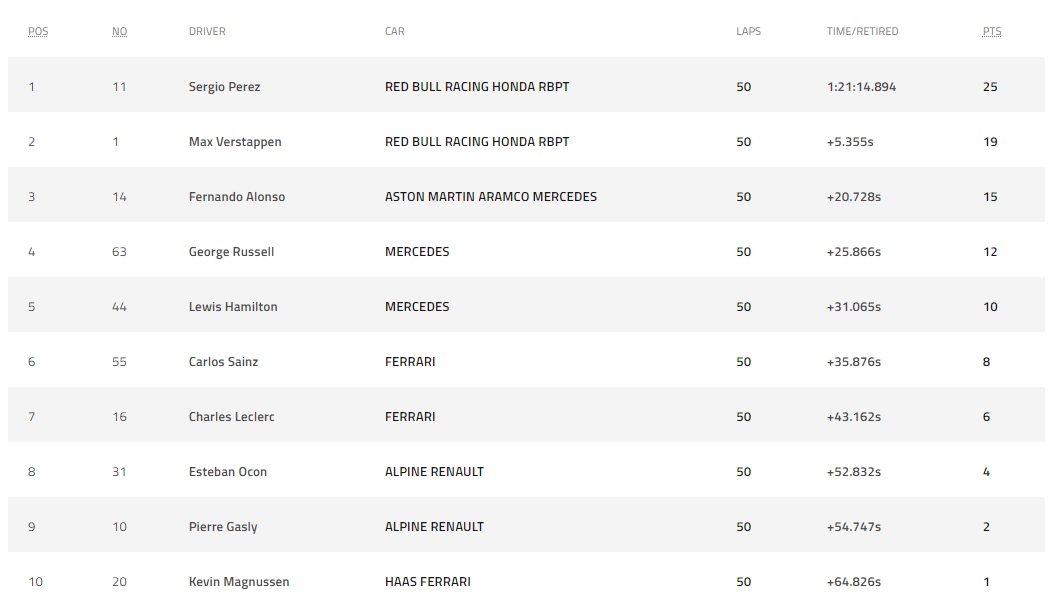 POS NO DRIVER CAR LAPS TIME/RETIRED PTS
1 11 Sergio Perez RED BULL RACING HONDA RBPT 50 1:21:14.894 25
2 1 Max Verstappen RED BULL RACING HONDA RBPT 50 +5.355s 19
3 14 Fernando Alonso ASTON MARTIN ARAMCO MERCEDES 50 +20.728s 15
4 63 George Russell MERCEDES 50 +25.866s 12
5 44 Lewis Hamilton MERCEDES 50 +31.065s 10
6 55 Carlos Sainz FERRARI 50 +35.876s 8
7 16 Charles Leclerc FERRARI 50 +43.162s 6
8 31 Esteban Ocon ALPINE RENAULT 50 +52.832s 4
9 10 Pierre Gasly ALPINE RENAULT 50 +54.747s 2
10 20 Kevin Magnussen HAAS FERRARI 50 +64.826s 1